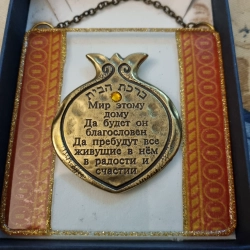 ברכת הבית
Мир этому
дому
Да будет он
благословен
Да пребудут все
живущие в нём
в радости и
счастии